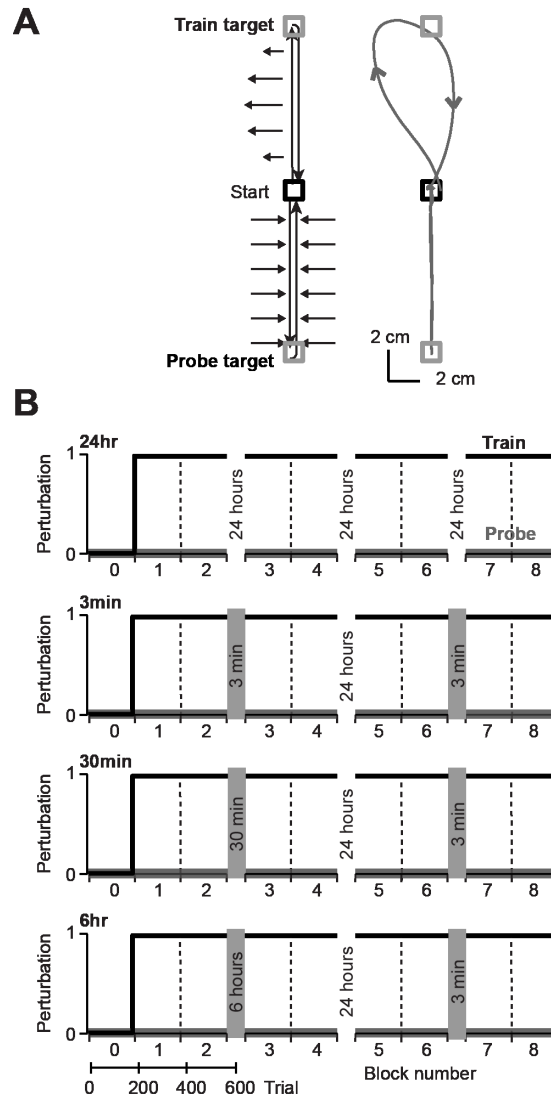 A
Train target
Start
Probe target
2 cm
2 cm
B
24hr
Perturbation
1
0
24 hours
24 hours
24 hours
Train
Probe
0 1 2 3 4 5 6 7 8
3min
Perturbation
1
0
3 min
24 hours
3 min
0 1 2 3 4 5 6 7 8
30min
Perturbation
1
0
30 min
24 hours
3 min
0 1 2 3 4 5 6 7 8
6hr
Perturbation
1
0
6 hours
24 hours
3 min
0 1 2 3 4 5 6 7 8
0 200 400 600 Trial
Block number